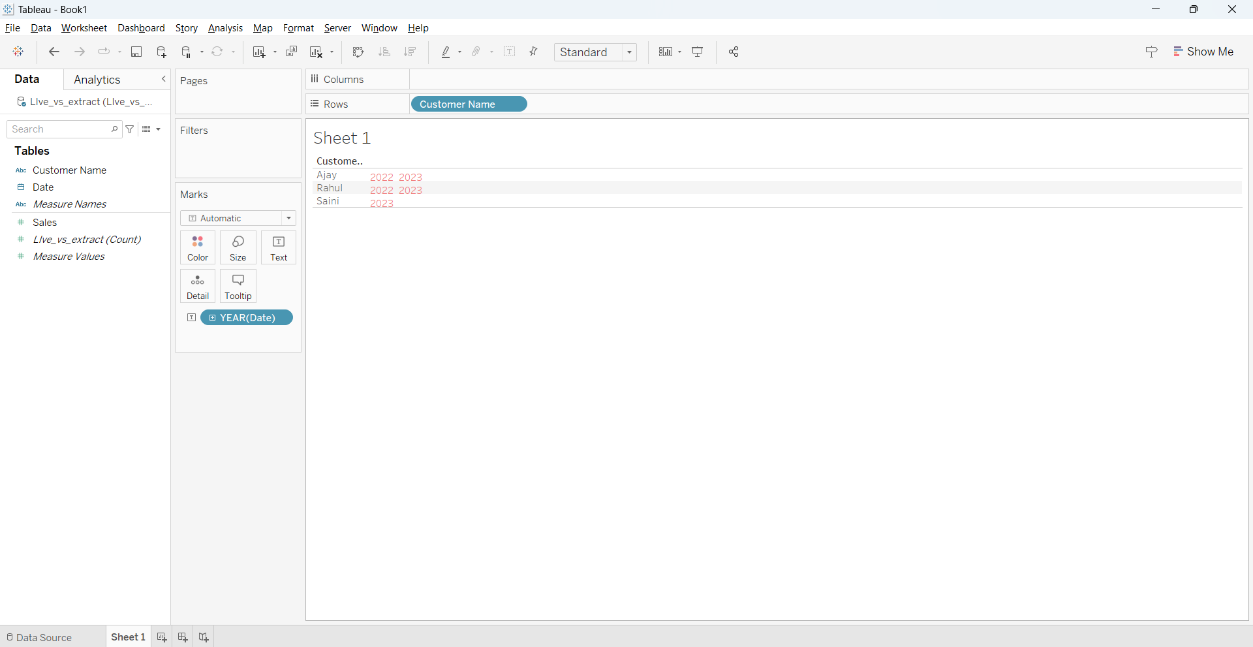 Tableau - Book1
File Data Worksheet Dashboard Story Analysis Map Format Server Window Help
Standard
Show Me
Data Analytics
LIve_vs_extract (LIve_vs_...
Search
Tables
Abc Customer Name
Date
Abc Measure Names
# Sales
# LIve_vs_extract (Count)
# Measure Values
Pages
Filters
Marks
T Automatic
Color Size Text
Detail Tooltip
T YEAR(Date)
Columns
Rows Customer Name
Sheet 1
Custome..
Ajay 2022 2023
Rahul 2022 2023
Saini 2023
Data Source Sheet 1